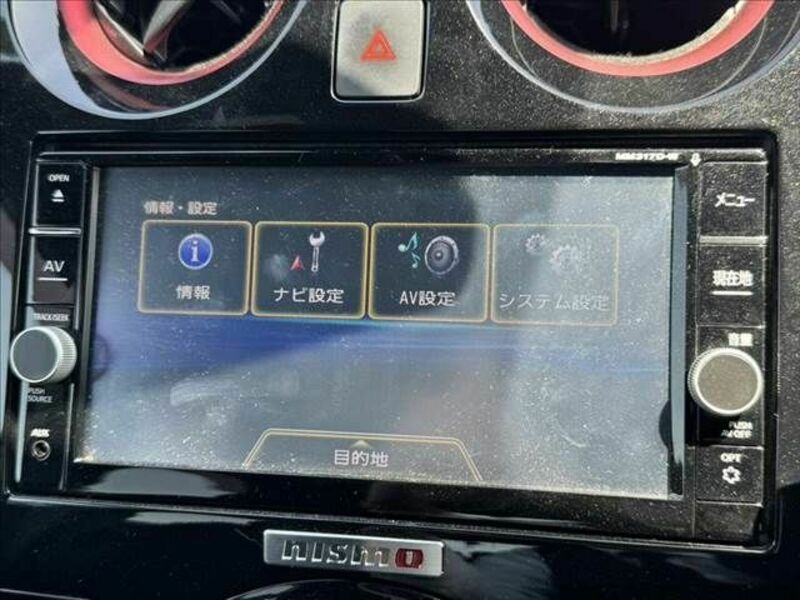 MM317D-W
OPEN
AV
TRACK/SEEK
PUSH
SOURCE
AUX
情報・設定
情報
ナビ設定
AV設定
システム設定
目的地
メニュー
現在地
音量
PUSH
AV OFF
OPT
nismo